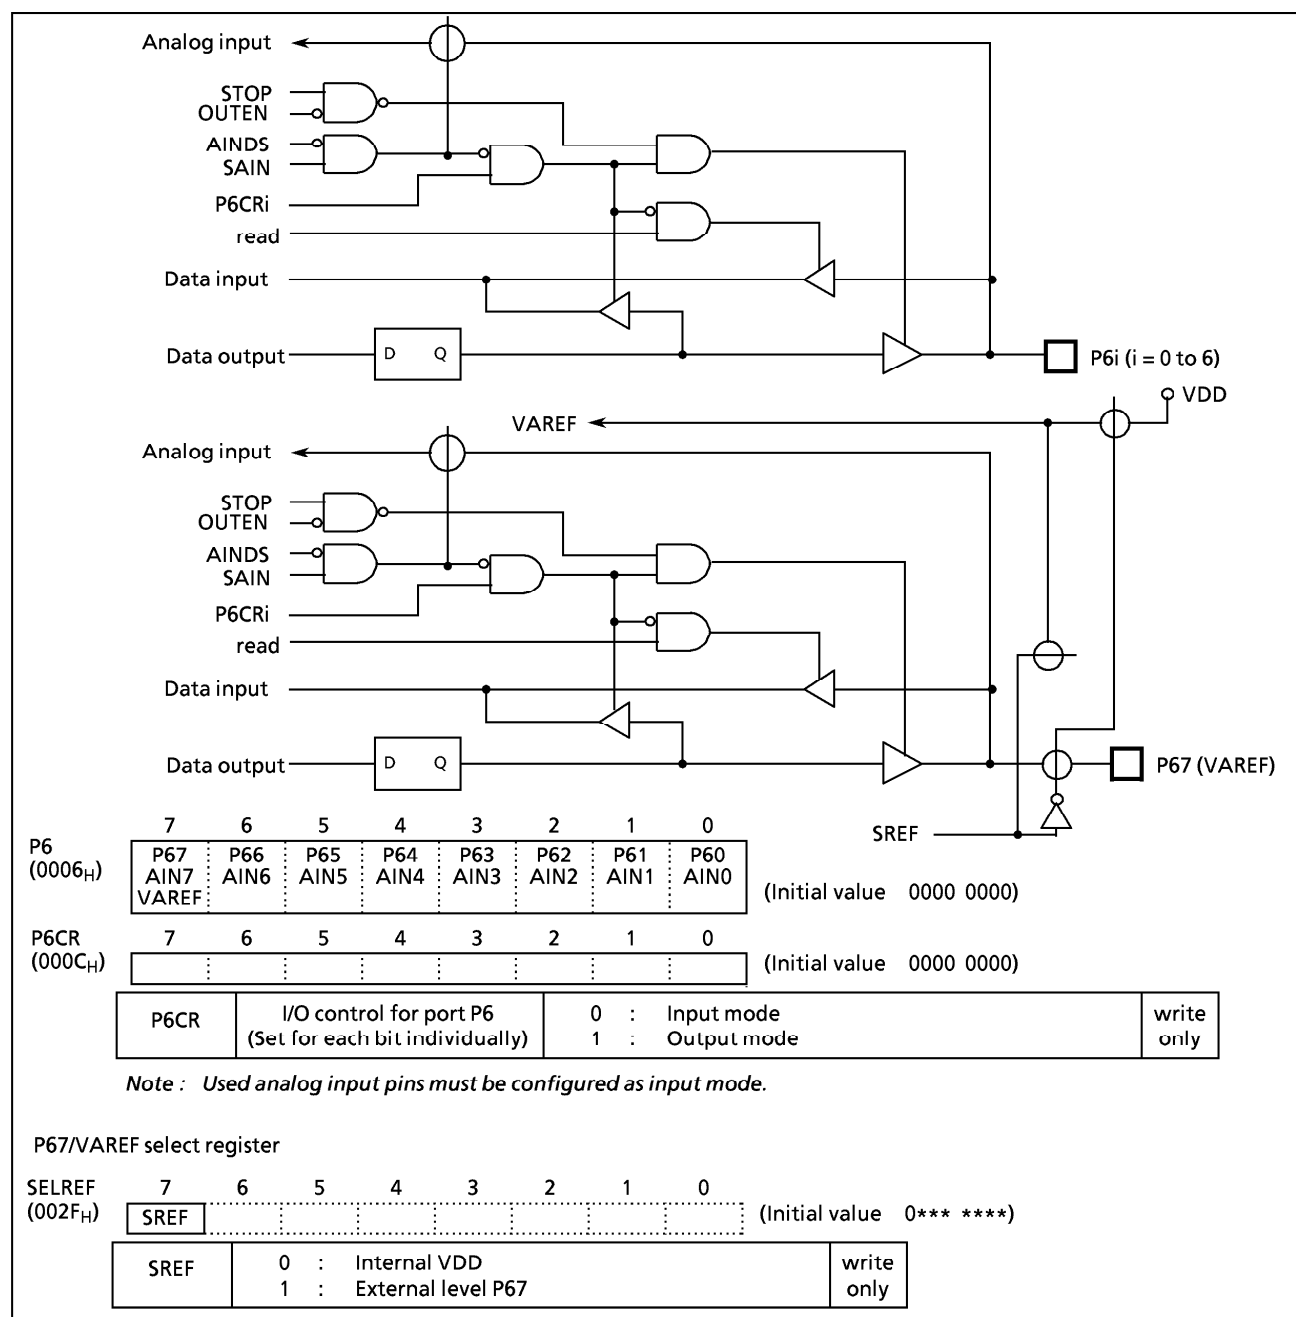 Analog input
STOP
OUTEN
AINDS
SAIN
P6CRi
read
Data input
Data output
D Q
P6i (i = 0 to 6)
VDD
VAREF
Analog input
STOP
OUTEN
AINDS
SAIN
P6CRi
read
Data input
Data output
D Q
P67 (VAREF)
SREF
7 6 5 4 3 2 1 0
P6
(0006H)
P67 P66 P65 P64 P63 P62 P61 P60
AIN7 AIN6 AIN5 AIN4 AIN3 AIN2 AIN1 AIN0
VAREF
(Initial value 0000 0000)
P6CR
(000CH)
7 6 5 4 3 2 1 0
(Initial value 0000 0000)
P6CR
I/O control for port P6
(Set for each bit individually)
0 : Input mode
1 : Output mode
write
only
Note : Used analog input pins must be configured as input mode.
P67/VAREF select register
SELREF
(002FH)
7 6 5 4 3 2 1 0
SREF
(Initial value 0*** ****)
SREF
0 : Internal VDD
1 : External level P67
write
only